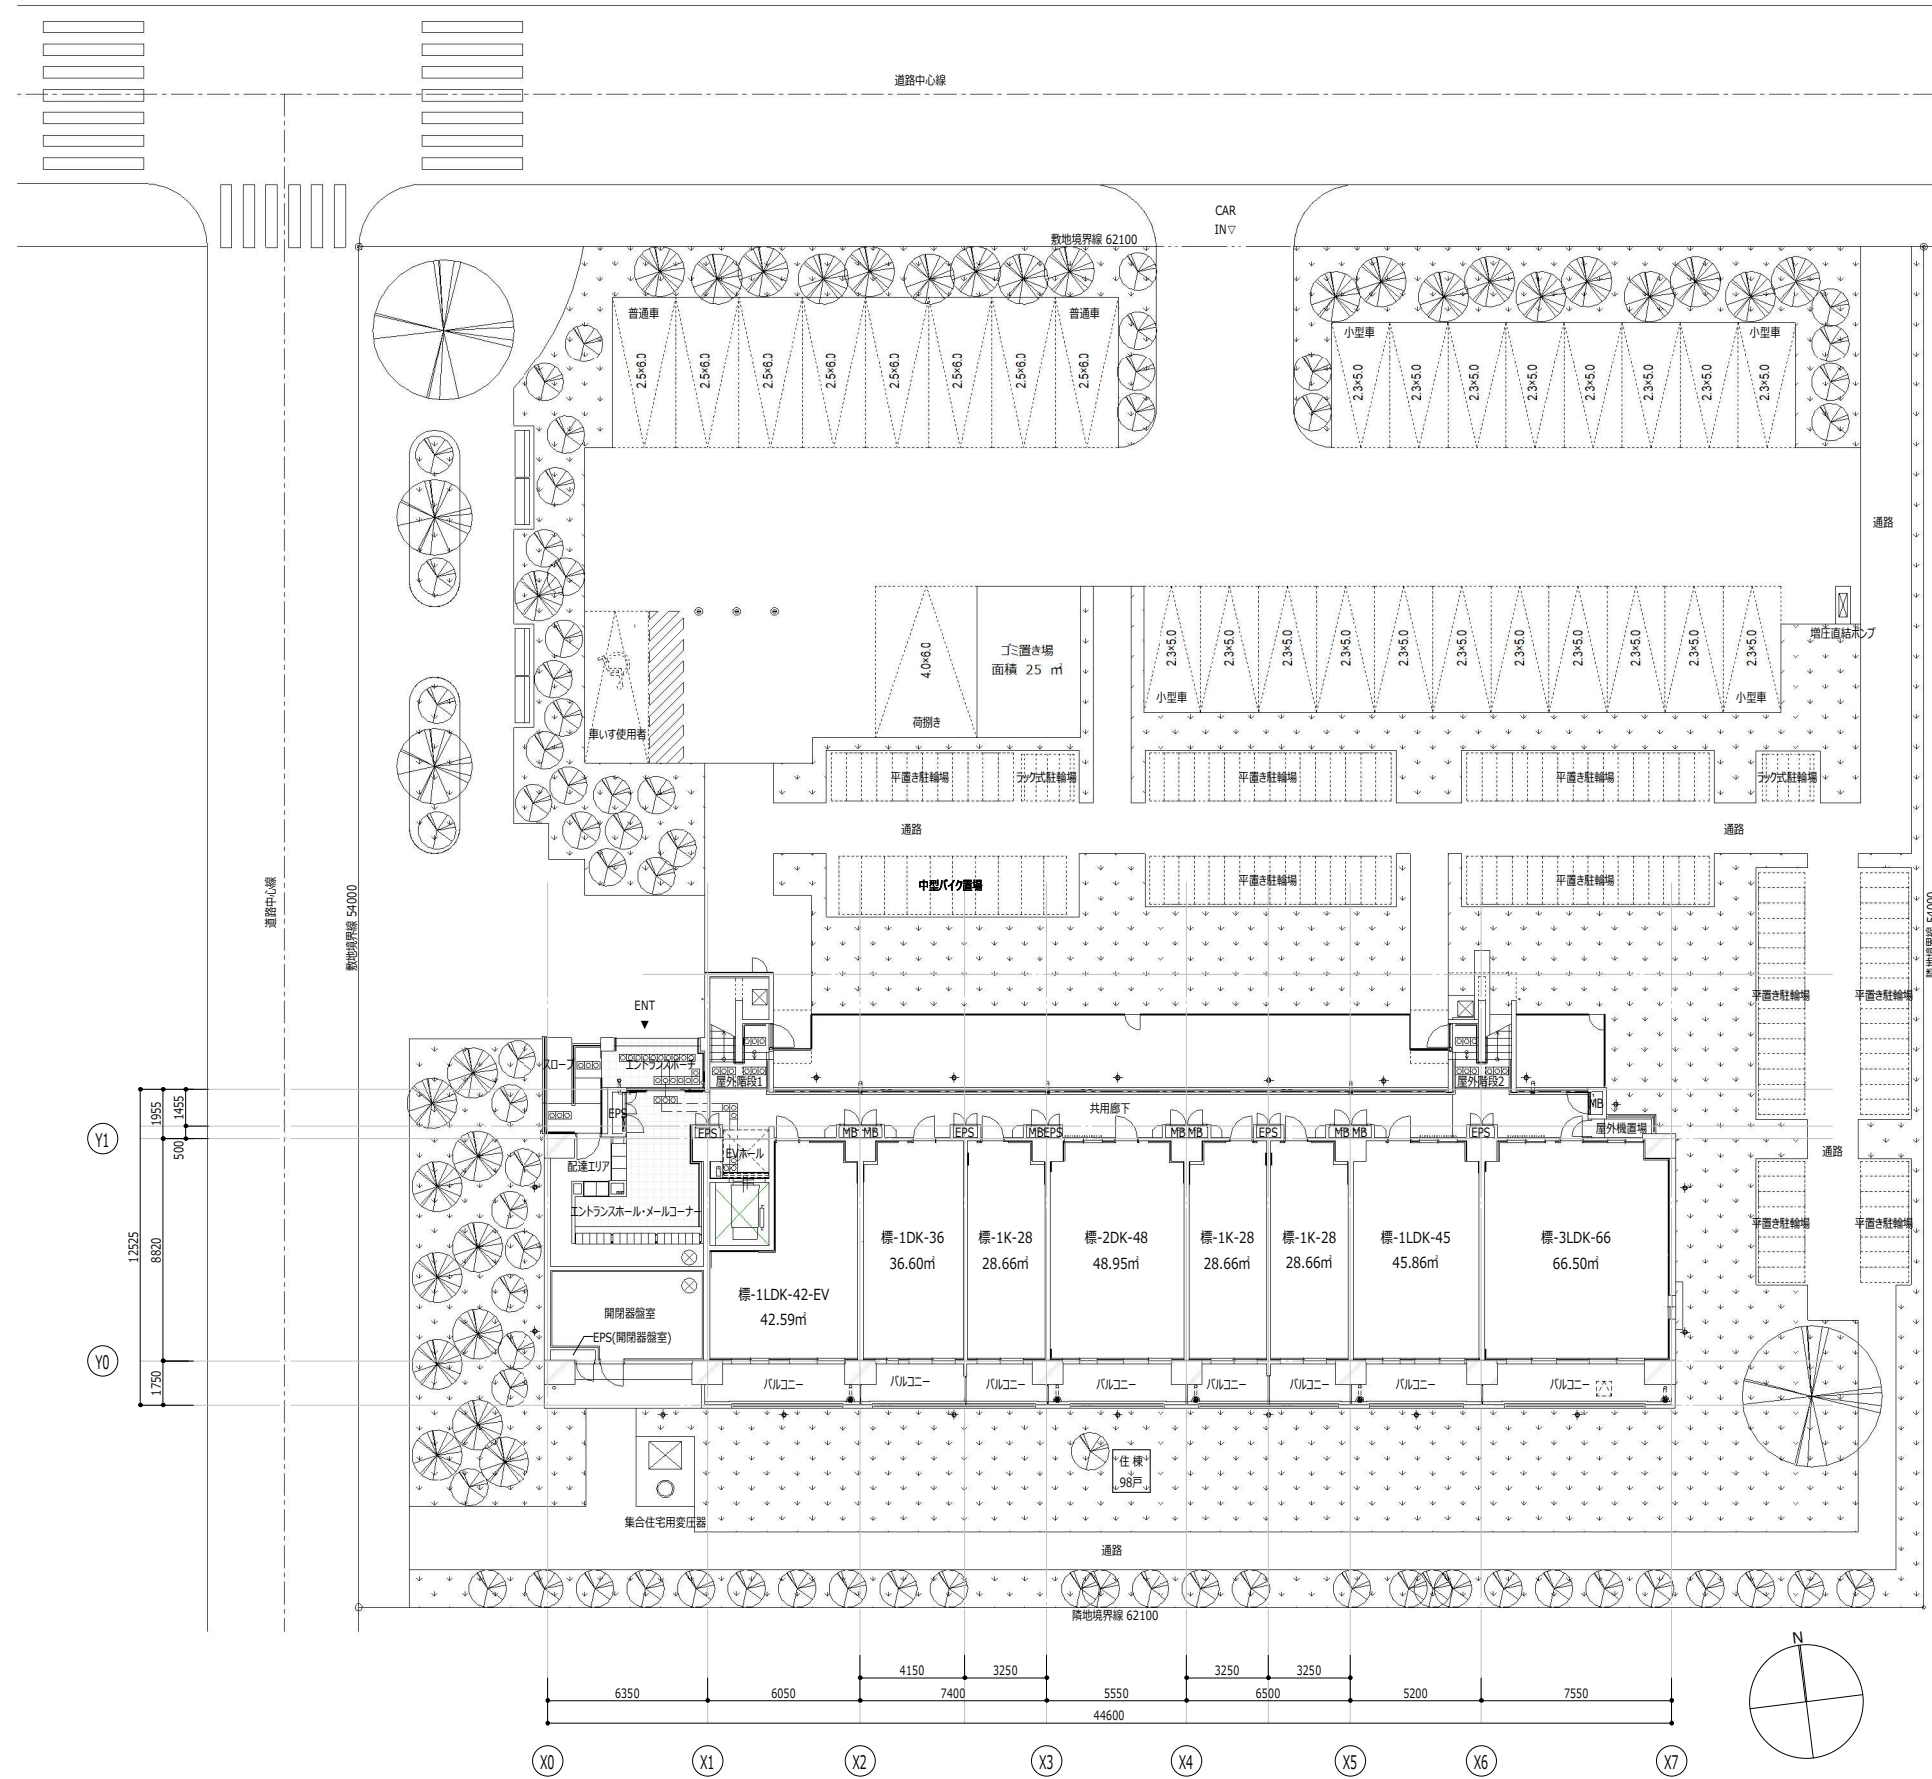 道路中心線
CAR
IN▽
敷地境界線 62100
普通車
普通車
2.5×6.0
2.5×6.0
2.5×6.0
2.5×6.0
2.5×6.0
2.5×6.0
2.5×6.0
2.5×6.0
小型車
小型車
2.3×5.0
2.3×5.0
2.3×5.0
2.3×5.0
2.3×5.0
2.3×5.0
2.3×5.0
2.3×5.0
通路
増圧直結ポンプ
車いす使用者
4.0×6.0
荷捌き
ゴミ置き場
面積 25 ㎡
2.3×5.0
2.3×5.0
2.3×5.0
2.3×5.0
2.3×5.0
2.3×5.0
2.3×5.0
2.3×5.0
2.3×5.0
2.3×5.0
2.3×5.0
小型車
小型車
平置き駐輪場
ラック式駐輪場
平置き駐輪場
平置き駐輪場
ラック式駐輪場
通路
通路
中型バイク置場
平置き駐輪場
平置き駐輪場
道路中心線
敷地境界線 54000
隣地境界線 54000
平置き駐輪場
平置き駐輪場
ENT
▼
スロープ
エントランスポーチ
屋外階段1
屋外階段2
共用廊下
MB
屋外機置場
EPS
EPS
MB
MB
EPS
MB
EPS
MB
MB
EPS
MB
MB
EPS
EVホール
配達エリア
エントランスホール・メールコーナー
通路
平置き駐輪場
平置き駐輪場
標-1DK-36
36.60㎡
標-1K-28
28.66㎡
標-2DK-48
48.95㎡
標-1K-28
28.66㎡
標-1K-28
28.66㎡
標-1LDK-45
45.86㎡
標-3LDK-66
66.50㎡
標-1LDK-42-EV
42.59㎡
開閉器盤室
EPS(開閉器盤室)
バルコニー
バルコニー
バルコニー
バルコニー
バルコニー
バルコニー
バルコニー
バルコニー
Y1
Y0
1955
1455
500
12525
8820
1750
住 棟
98戸
集合住宅用変圧器
通路
隣地境界線 62100
N
4150
3250
3250
3250
6350
6050
7400
5550
6500
5200
7550
44600
X0
X1
X2
X3
X4
X5
X6
X7